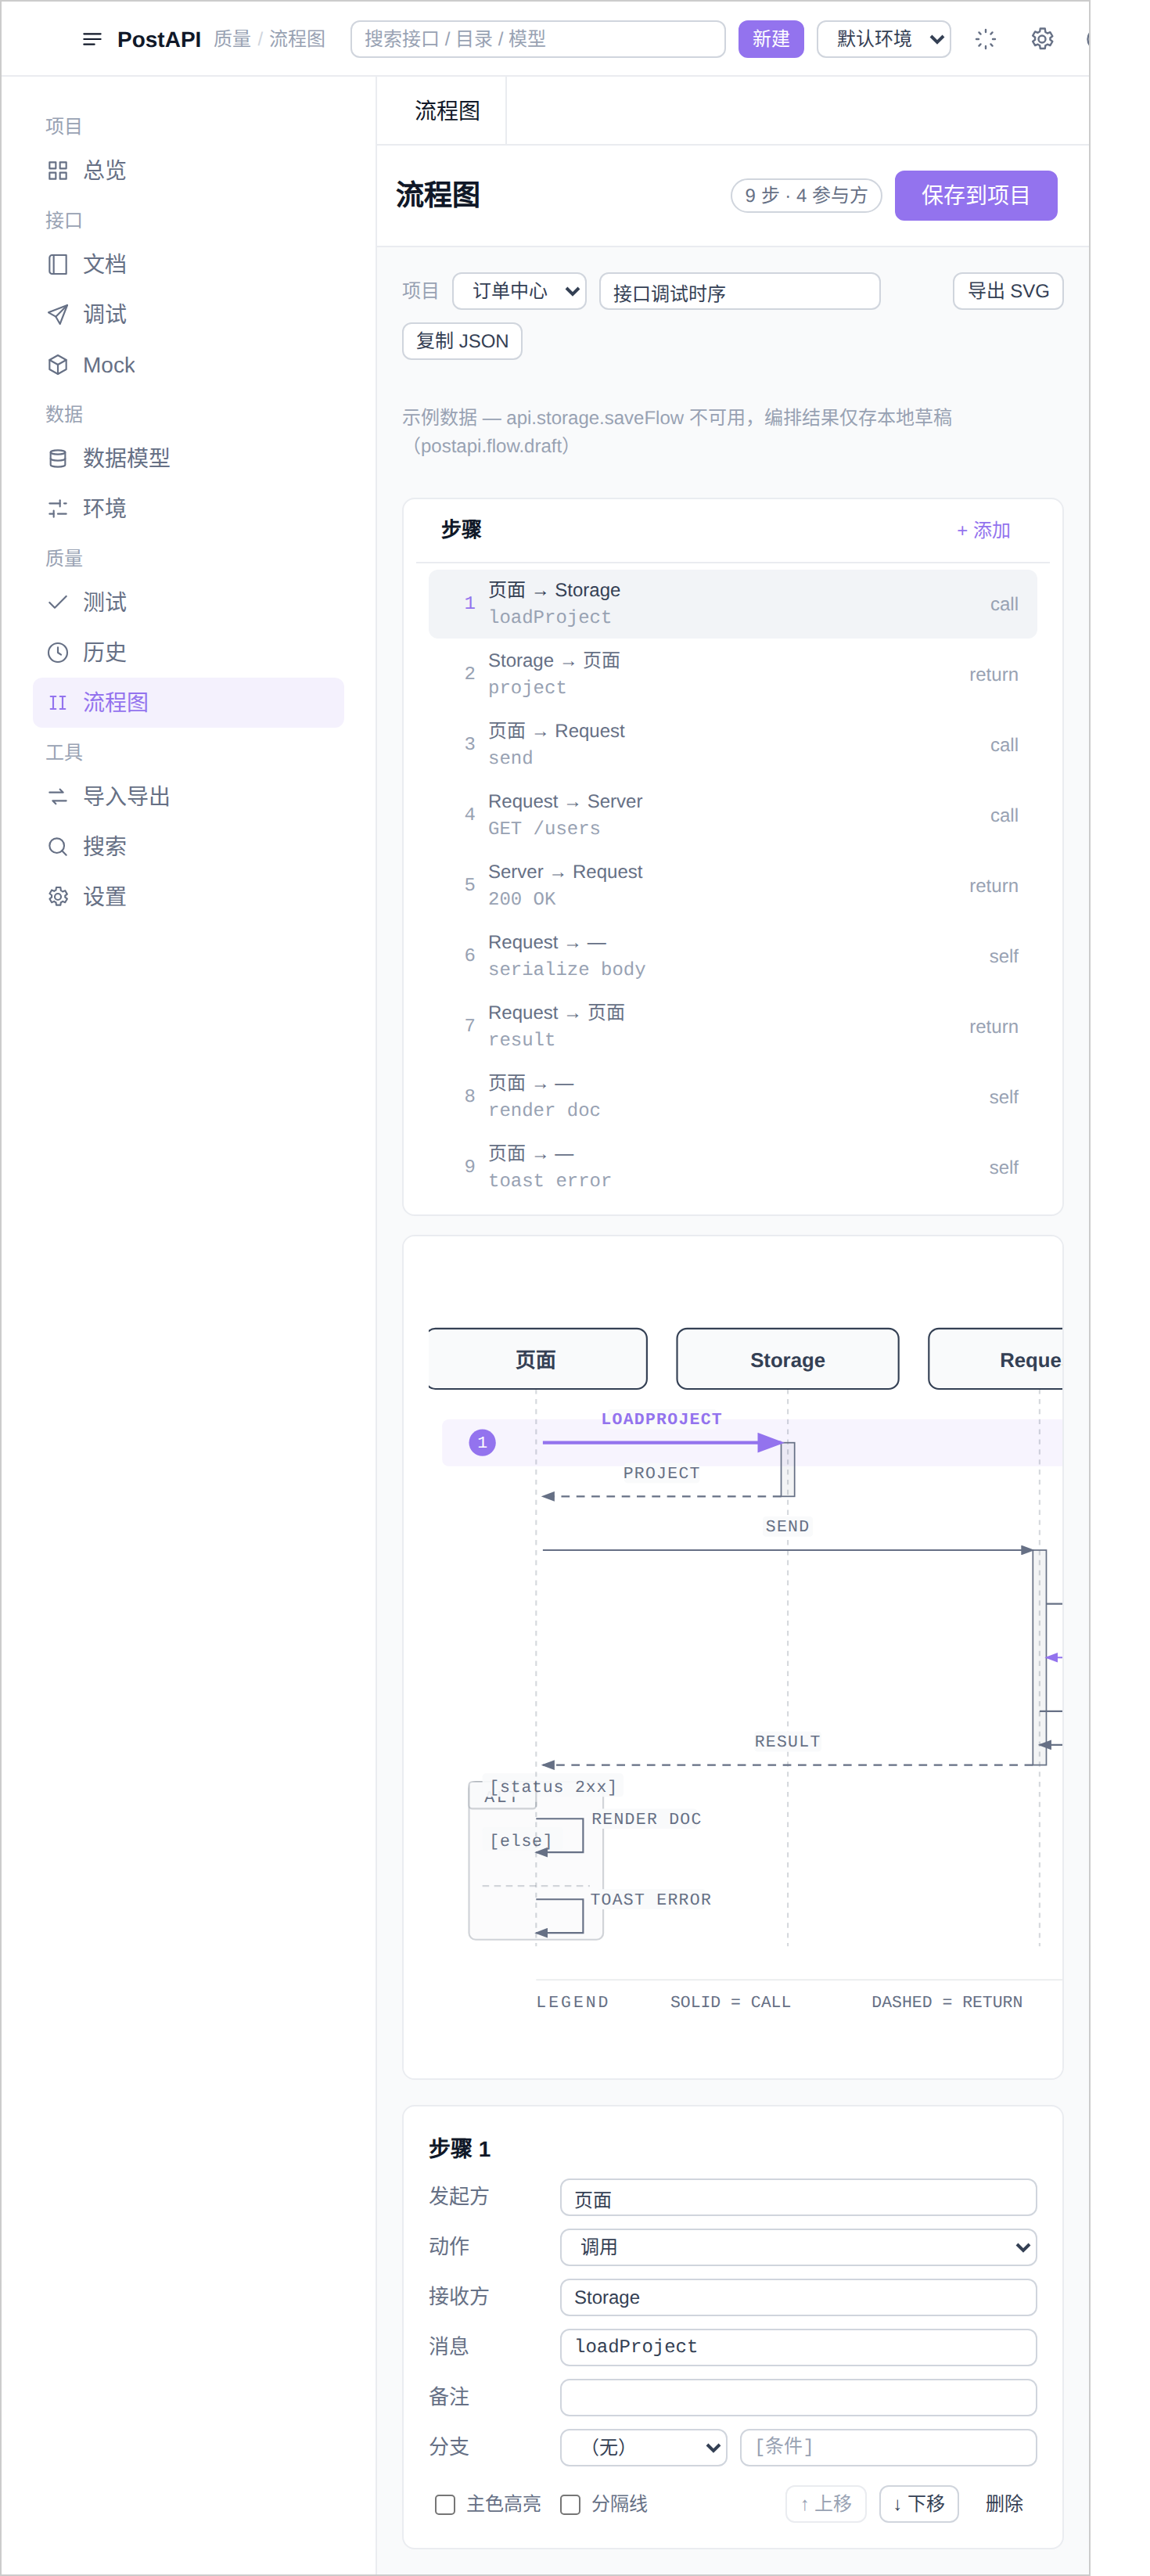 PostAPI 质量 / 流程图 搜索接口 / 目录 / 模型 新建 默认环境
项目
总览
接口
文档
调试
Mock
数据
数据模型
环境
质量
测试
历史
流程图
工具
导入导出
搜索
设置
流程图
流程图 9 步 · 4 参与方 保存到项目
项目 订单中心 接口调试时序 导出 SVG
复制 JSON
示例数据 — api.storage.saveFlow 不可用，编排结果仅存本地草稿
（postapi.flow.draft）
步骤 + 添加
1 页面 → Storage call
loadProject
2 Storage → 页面 return
project
3 页面 → Request call
send
4 Request → Server call
GET /users
5 Server → Request return
200 OK
6 Request → — self
serialize body
7 Request → 页面 return
result
8 页面 → — self
render doc
9 页面 → — self
toast error
页面 Storage Reque
LOADPROJECT
1
PROJECT
SEND
RESULT
[status 2xx]
ALT
RENDER DOC
[else]
TOAST ERROR
LEGEND SOLID = CALL DASHED = RETURN
步骤 1
发起方 页面
动作 调用
接收方 Storage
消息 loadProject
备注
分支 （无） [条件]
主色高亮 分隔线 ↑ 上移 ↓ 下移 删除